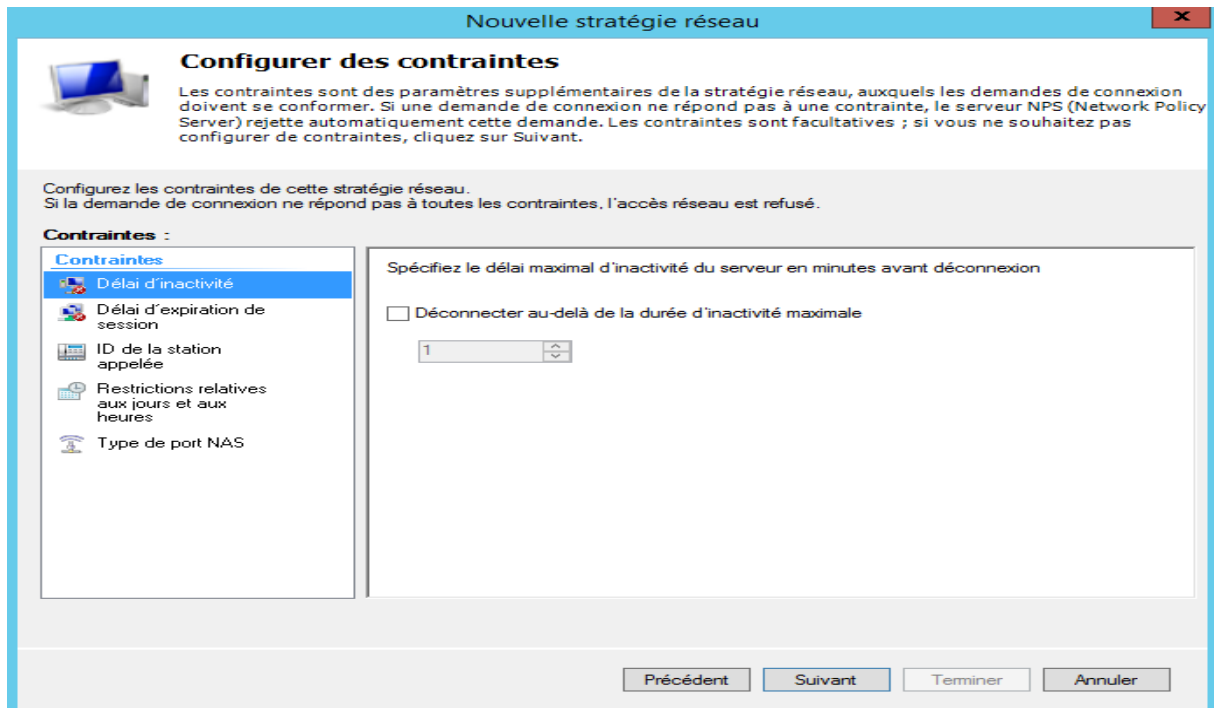 Nouvelle stratégie réseau
x
Configurer des contraintes
Les contraintes sont des paramètres supplémentaires de la stratégie réseau, auxquels les demandes de connexion
doivent se conformer. Si une demande de connexion ne répond pas à une contrainte, le serveur NPS (Network Policy
Server) rejette automatiquement cette demande. Les contraintes sont facultatives ; si vous ne souhaitez pas
configurer de contraintes, cliquez sur Suivant.
Configurez les contraintes de cette stratégie réseau.
Si la demande de connexion ne répond pas à toutes les contraintes, l'accès réseau est refusé.
Contraintes :
Contraintes
Délai d'inactivité
Délai d'expiration de
session
ID de la station
appelée
Restrictions relatives
aux jours et aux
heures
Type de port NAS
Spécifiez le délai maximal d'inactivité du serveur en minutes avant déconnexion
Déconnecter au-delà de la durée d'inactivité maximale
1
Précédent
Suivant
Terminer
Annuler